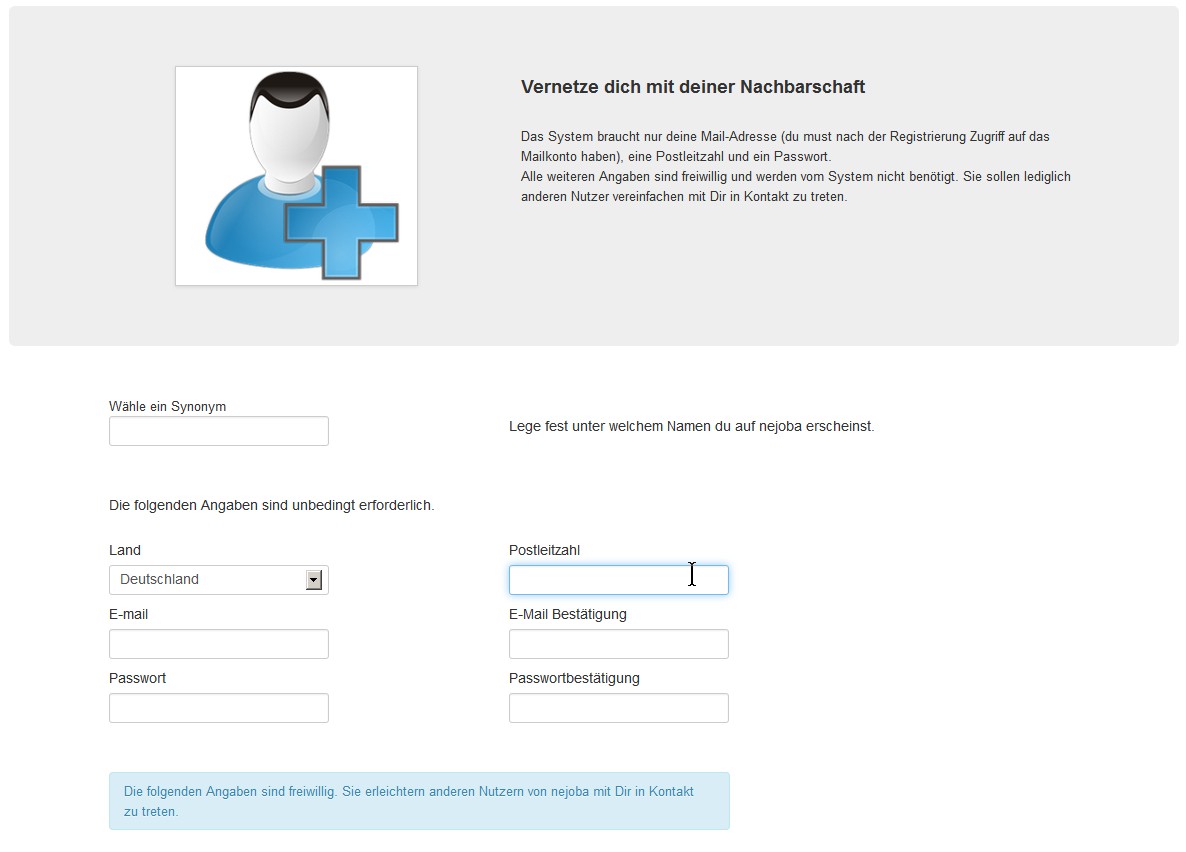 Vernetze dich mit deiner Nachbarschaft
Das System braucht nur deine Mail-Adresse (du must nach der Registrierung Zugriff auf das
Mailkonto haben), eine Postleitzahl und ein Passwort.
Alle weiteren Angaben sind freiwillig und werden vom System nicht benötigt. Sie sollen lediglich
anderen Nutzer vereinfachen mit Dir in Kontakt zu treten.
Wähle ein Synonym
Lege fest unter welchem Namen du auf nejoba erscheinst.
Die folgenden Angaben sind unbedingt erforderlich.
Land
Postleitzahl
Deutschland
E-mail
E-Mail Bestätigung
Passwort
Passwortbestätigung
Die folgenden Angaben sind freiwillig. Sie erleichtern anderen Nutzern von nejoba mit Dir in Kontakt
zu treten.